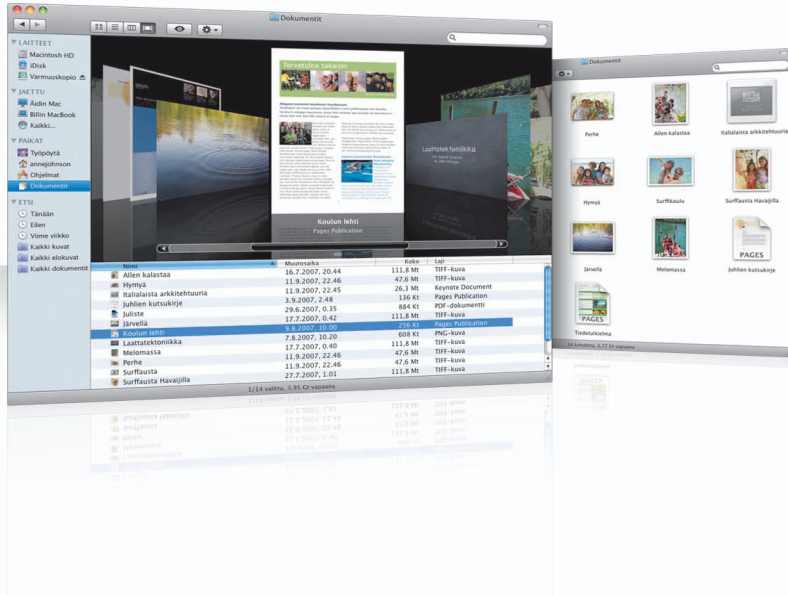 Dokumentit
LAITTEET
Macintosh HD
iDisk
Varmuuskopio
JAETTU
Äidin Mac
Billin MacBook
Kaikki...
PAIKAT
Työpöytä
annejohnson
Ohjelmat
Dokumentit
ETSI
Tänään
Eilen
Viime viikko
Kaikki kuvat
Kaikki elokuvat
Kaikki dokumentit
Tervetuloa takaisin
Laattatektoniikka
Koulun lehti
Pages Publication
Nimi Muutosaika Koko Laji
Allen kalastaa 16.7.2007, 20.44 111,8 Mt TIFF-kuva
Hymyä 11.9.2007, 22.46 47,6 Mt TIFF-kuva
Italialaista arkkitehtuuria 11.9.2007, 22.45 26,3 Mt Keynote Document
Juhlien kutsukirje 3.9.2007, 2.48 136 Kt Pages Publication
Juliste 29.6.2007, 0.35 884 Kt PDF-dokumentti
Järvellä 17.7.2007, 0.42 111,8 Mt TIFF-kuva
Koulun lehti 9.8.2007, 10.00 256 Kt Pages Publication
Laattatektoniikka 7.8.2007, 10.20 608 Kt PNG-kuva
Melomassa 17.7.2007, 0.40 111,8 Mt TIFF-kuva
Perhe 11.9.2007, 22.46 47,6 Mt TIFF-kuva
Surffausta 11.9.2007, 22.46 47,6 Mt TIFF-kuva
Surffausta Havaijilla 27.7.2007, 1.01 111,8 Mt TIFF-kuva
1/14 valittu, 3,95 Gt vapaana
Dokumentit
Perhe
Allen kalastaa
Italialaista arkkitehtuuria
Hymyä
Surffikoulu
Surffausta Havaijilla
Järvellä
Melomassa
PAGES
Juhlien kutsukirje
PAGES
Tiedetutkielma
14 kohdetta, 3,77 Gt vapaana